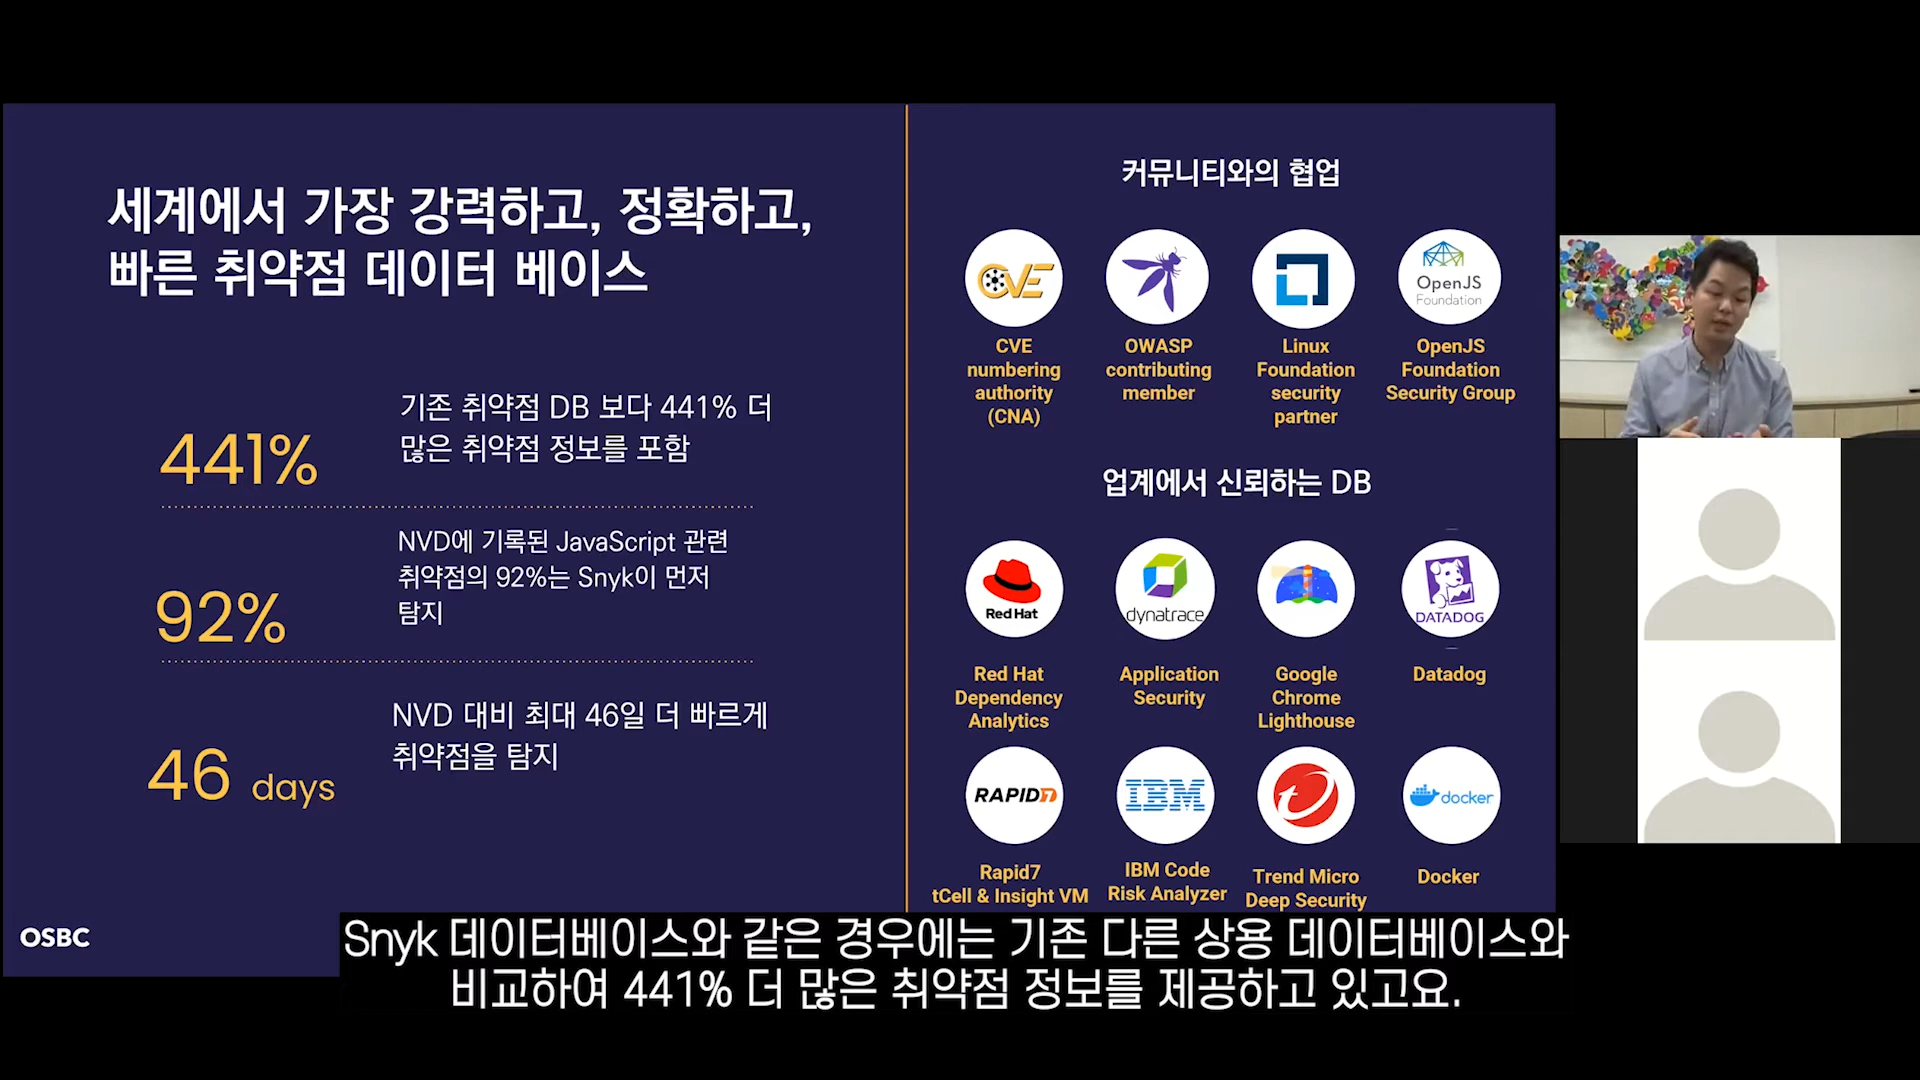 세계에서 가장 강력하고, 정확하고,
빠른 취약점 데이터 베이스
441%
기존 취약점 DB 보다 441% 더
많은 취약점 정보를 포함
92%
NVD에 기록된 JavaScript 관련
취약점의 92%는 Snyk이 먼저
탐지
46 days
NVD 대비 최대 46일 더 빠르게
취약점을 탐지
OSBC
커뮤니티와의 협업
CVE
OpenJS
Foundation
CVE
numbering
authority
(CNA)
OWASP
contributing
member
Linux
Foundation
security
partner
OpenJS
Foundation
Security Group
업계에서 신뢰하는 DB
Red Hat
dynatrace
DATADOG
Red Hat
Dependency
Analytics
Application
Security
Google
Chrome
Lighthouse
Datadog
RAPID7
IBM
docker
Rapid7
tCell & Insight VM
IBM Code
Risk Analyzer
Trend Micro
Deep Security
Docker
Snyk 데이터베이스와 같은 경우에는 기존 다른 상용 데이터베이스와
비교하여 441% 더 많은 취약점 정보를 제공하고 있고요.